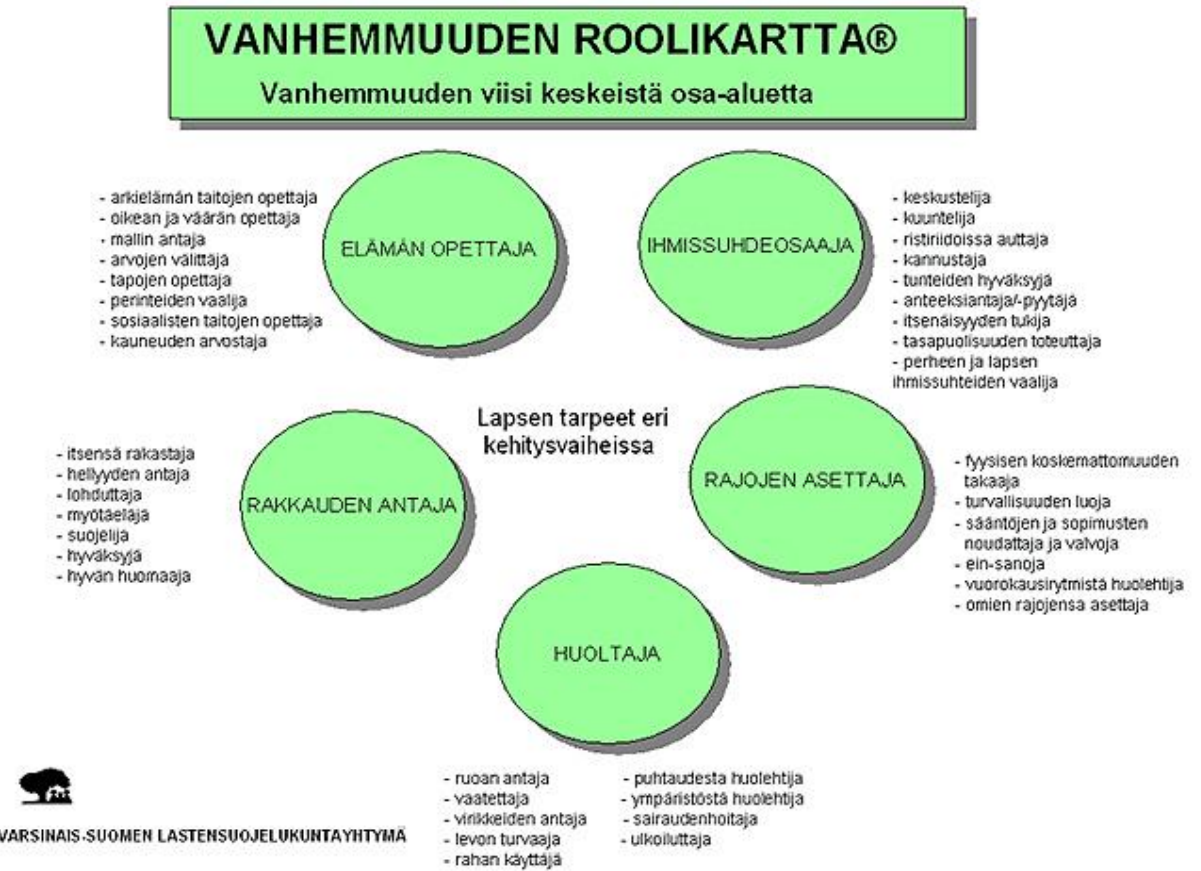 VANHEMMUUDEN ROOLIKARTTA®
Vanhemmuuden viisi keskeistä osa-aluetta
- arkielämän taitojen opettaja
- oikean ja väärän opettaja
- mallin antaja
- arvojen välittäjä
- tapojen opettaja
- perinteiden vaalija
- sosiaalisten taitojen opettaja
- kauneuden arvostaja
ELÄMÄN OPETTAJA
IHMISSUHDEOSAAJA
- keskustelija
- kuuntelija
- ristiriidoissa auttaja
- kannustaja
- tunteiden hyväksyjä
- anteeksiantaja/-pyytäjä
- itsenäisyyden tukija
- tasapuolisuuden toteuttaja
- perheen ja lapsen
ihmissuhteiden vaalija
Lapsen tarpeet eri
kehitysvaiheissa
- itsensä rakastaja
- hellyyden antaja
- lohduttaja
- myötäeläjä
- suojelija
- hyväksyjä
- hyvän huomaaja
RAKKAUDEN ANTAJA
RAJOJEN ASETTAJA
- fyysisen koskemattomuuden
takaaja
- turvallisuuden luoja
- sääntöjen ja sopimusten
noudattaja ja valvoja
- ein-sanoja
- vuorokausirytmistä huolehtija
- omien rajojensa asettaja
HUOLTAJA
- ruoan antaja
- vaatettaja
- virikkeiden antaja
- levon turvaaja
- rahan käyttäjä
- puhtaudesta huolehtija
- ympäristöstä huolehtija
- sairaudenhoitaja
- ulkoiluttaja
VARSINAIS-SUOMEN LASTENSUOJELUKUNTAYHTYMÄ